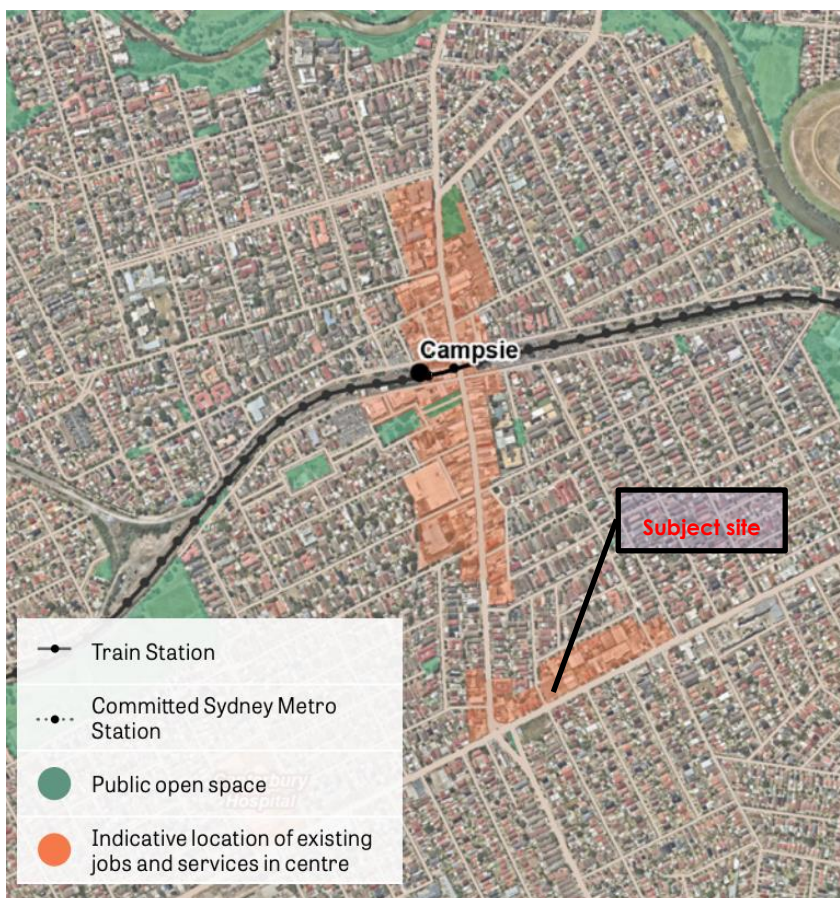 Campsie
Subject site
Train Station
Committed Sydney Metro
Station
Public open space
Indicative location of existing
jobs and services in centre